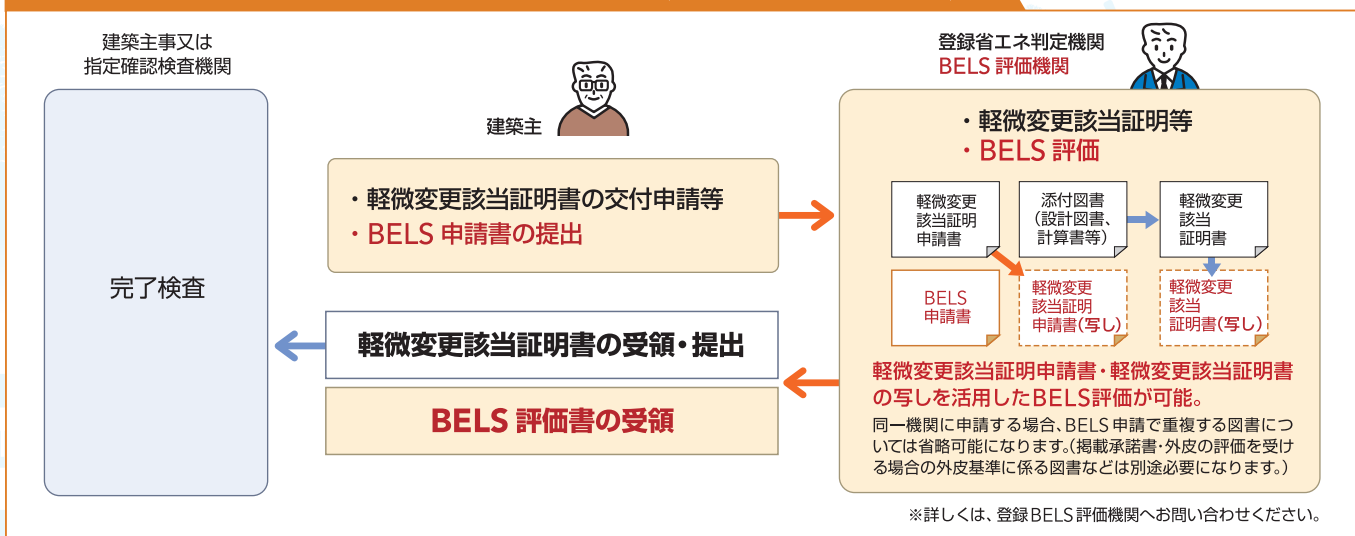 建築主事又は
指定確認検査機関
完了検査
建築主
・軽微変更該当証明書の交付申請等
・BELS 申請書の提出
軽微変更該当証明書の受領・提出
BELS 評価書の受領
登録省エネ判定機関
BELS 評価機関
・軽微変更該当証明等
・BELS 評価
軽微変更
該当証明
申請書
添付図書
（設計図書、
計算書等）
軽微変更
該当
証明書
BELS
申請書
軽微変更
該当証明
申請書(写し)
軽微変更
該当
証明書(写し)
軽微変更該当証明申請書・軽微変更該当証明書
の写しを活用したBELS評価が可能。
同一機関に申請する場合、BELS申請で重複する図書につ
いては省略可能になります。(掲載承諾書・外皮の評価を受け
る場合の外皮基準に係る図書などは別途必要になります。)
※詳しくは、登録BELS評価機関へお問い合わせください。